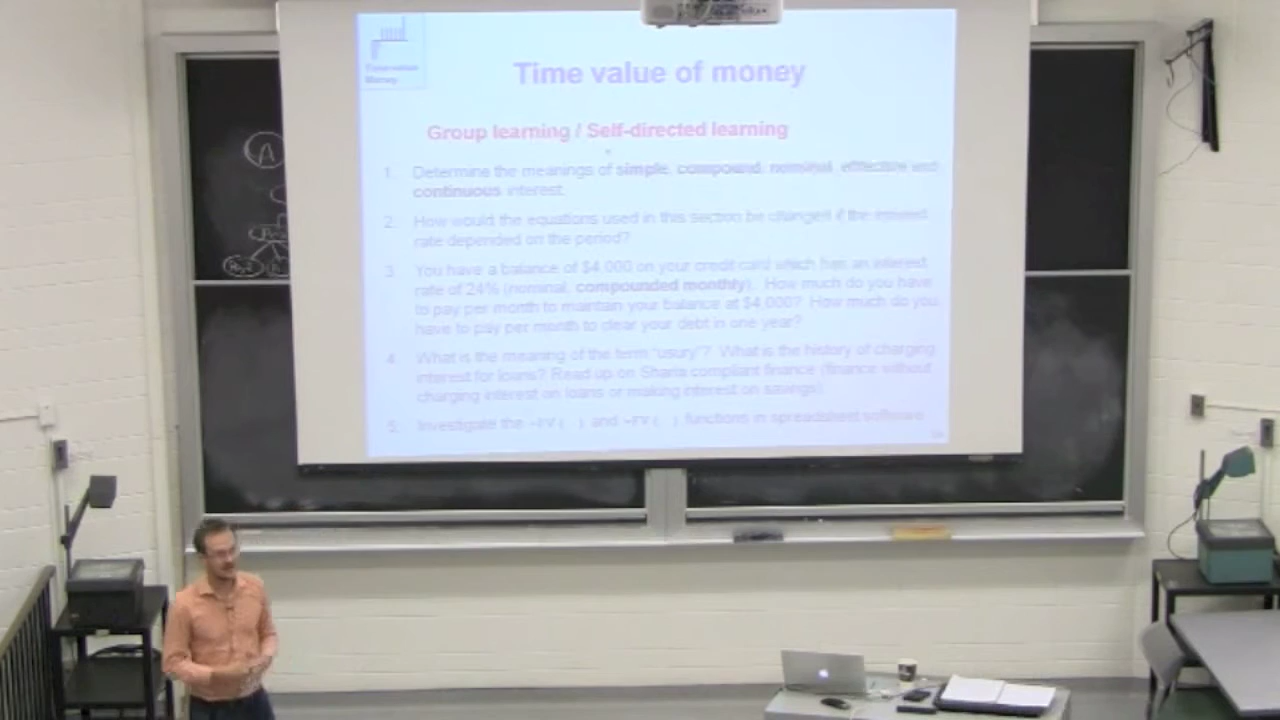 Time value of
Money
Time value of money
Group learning / Self-directed learning
1. Determine the meanings of simple, compound, nominal, effective and
continuous interest.
2. How would the equations used in this section be changed if the interest
rate depended on the period?
3. You have a balance of $4,000 on your credit card which has an interest
rate of 24% (nominal, compounded monthly). How much do you have
to pay per month to maintain your balance at $4,000? How much do you
have to pay per month to clear your debt in one year?
4. What is the meaning of the term "usury"? What is the history of charging
interest for loans? Read up on Sharia compliant finance (finance without
charging interest on loans or making interest on savings)
5. Investigate the and functions in spreadsheet software.
A